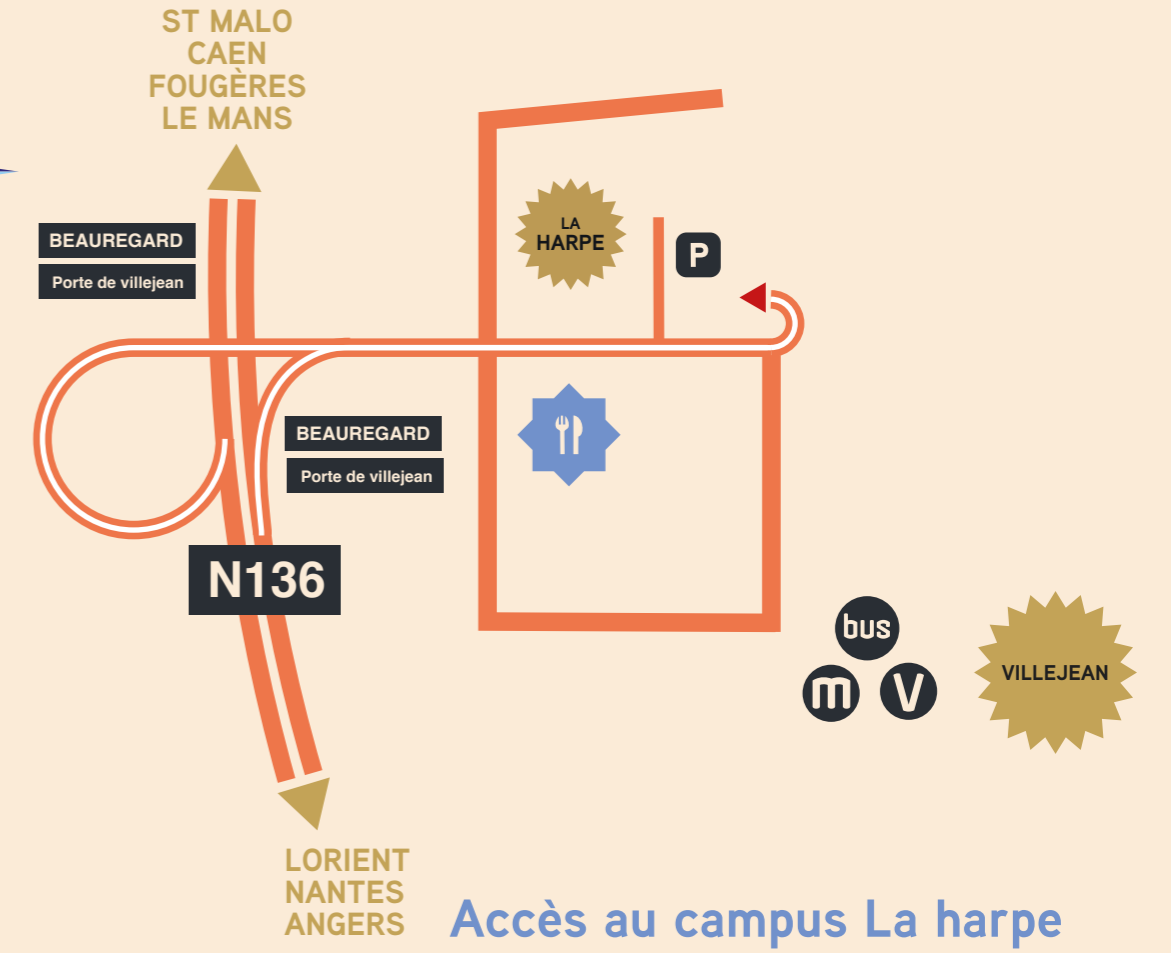 ST MALO
CAEN
FOUGÈRES
LE MANS
BEAUREGARD
Porte de villejean
LA
HARPE
P
BEAUREGARD
Porte de villejean
N136
bus
m
V
VILLEJEAN
LORIENT
NANTES
ANGERS
Accès au campus La harpe